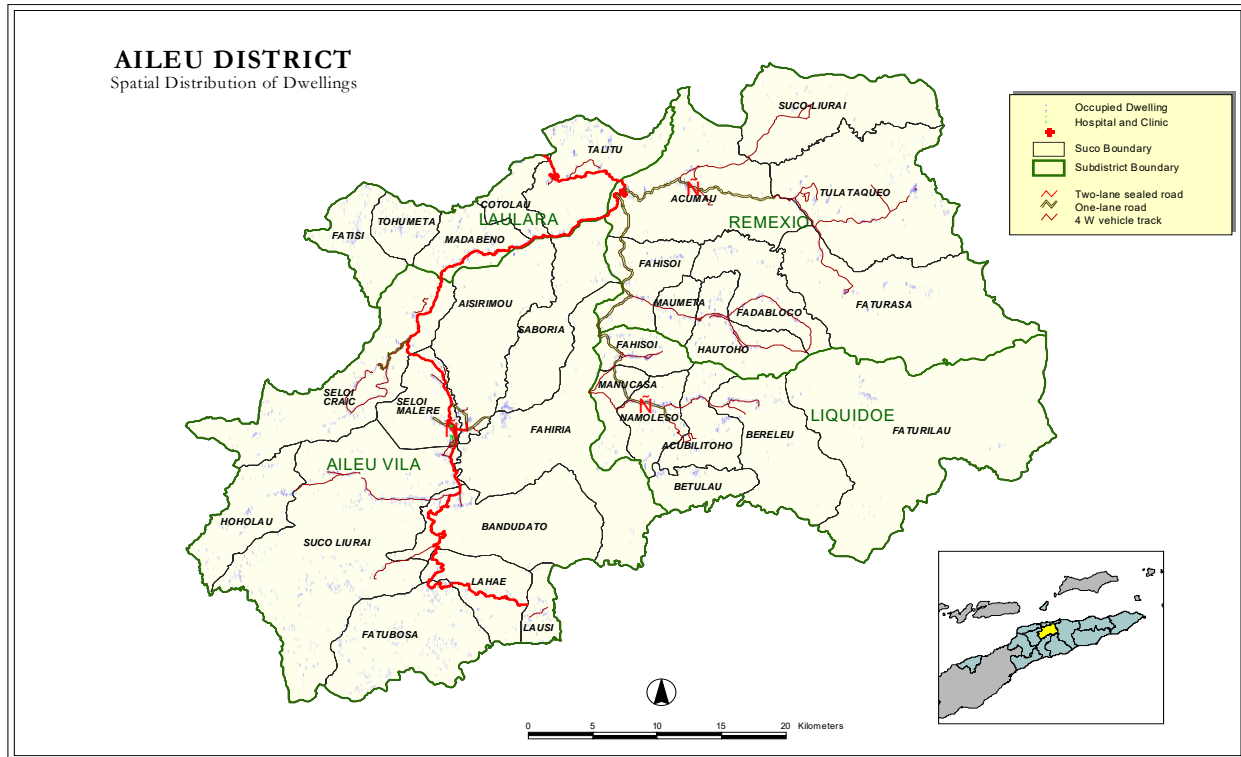 AILEU DISTRICT
Spatial Distribution of Dwellings
Occupied Dwelling
Hospital and Clinic
Suco Boundary
Subdistrict Boundary
Two-lane sealed road
One-lane road
4 W vehicle track
SUCO-LIURAI
TALITU
ACUMAU
Ñ
TULATAQUEO
COTOLAU
LAULARA
REMEXIO
TOHUMETA
FATISI
MADABENO
FAHISOI
AISIRIMOU
MAUMETA
FATURASA
FADABLOCO
SABORIA
FAHISOI
HAUTOHO
MANUCASA
SELOI
CRAIC
SELOI
MALERE
Ñ
NAMOLESO
LIQUIDOE
FATURILAU
FAHIRIA
BERELEU
ACUBILITOHO
Ñ
AILEU VILA
BETULAU
HOHOLAU
BANDUDATO
SUCO LIURAI
LAHAE
LAUSI
FATUBOSA
0 5 10 15 20 Kilometers